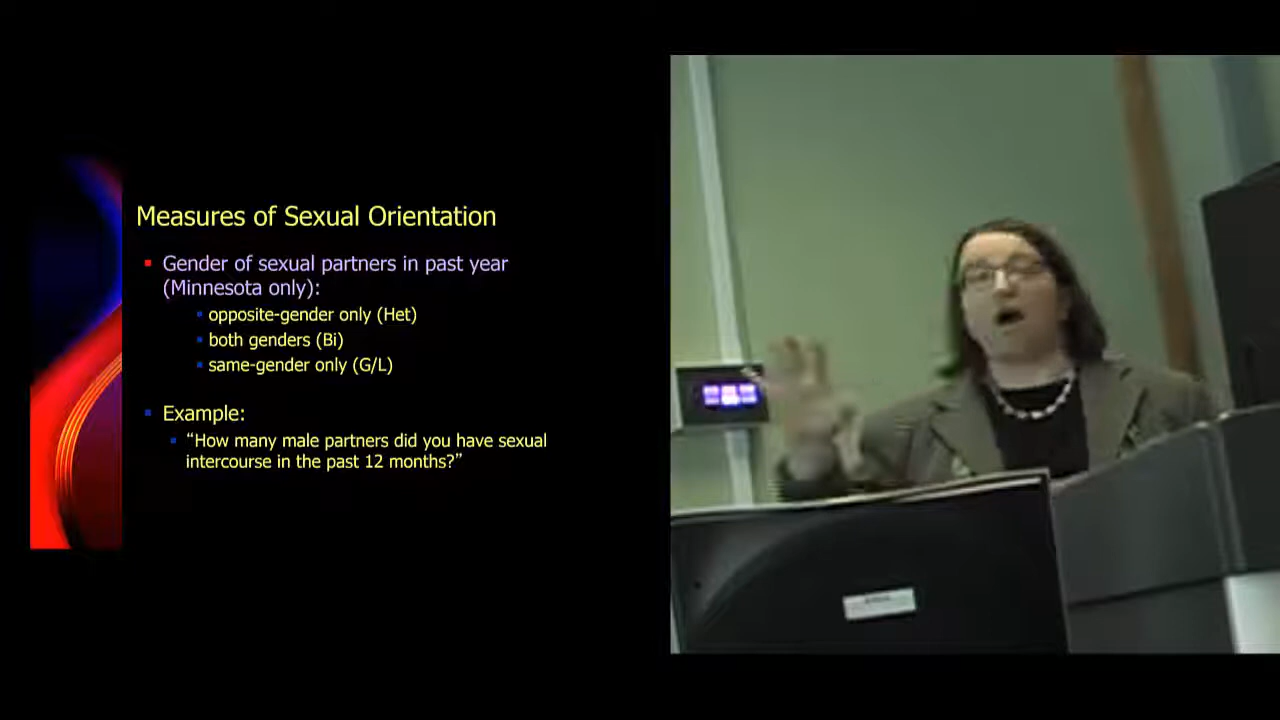 Measures of Sexual Orientation
Gender of sexual partners in past year
(Minnesota only):
opposite-gender only (Het)
both genders (Bi)
same-gender only (G/L)
Example:
"How many male partners did you have sexual
intercourse in the past 12 months?"